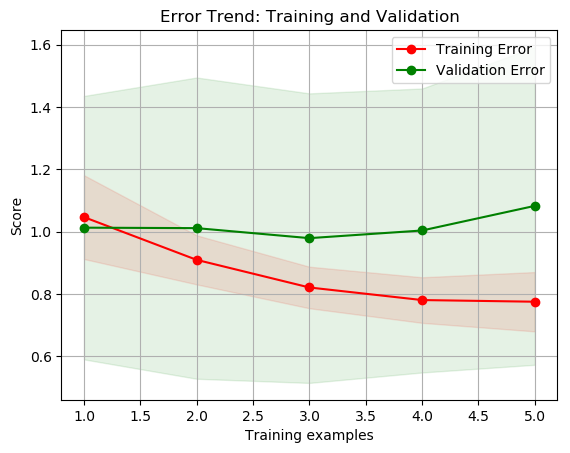 Error Trend: Training and Validation
Training Error
Validation Error
Score
1.6
1.4
1.2
1.0
0.8
0.6
1.0 1.5 2.0 2.5 3.0 3.5 4.0 4.5 5.0
Training examples